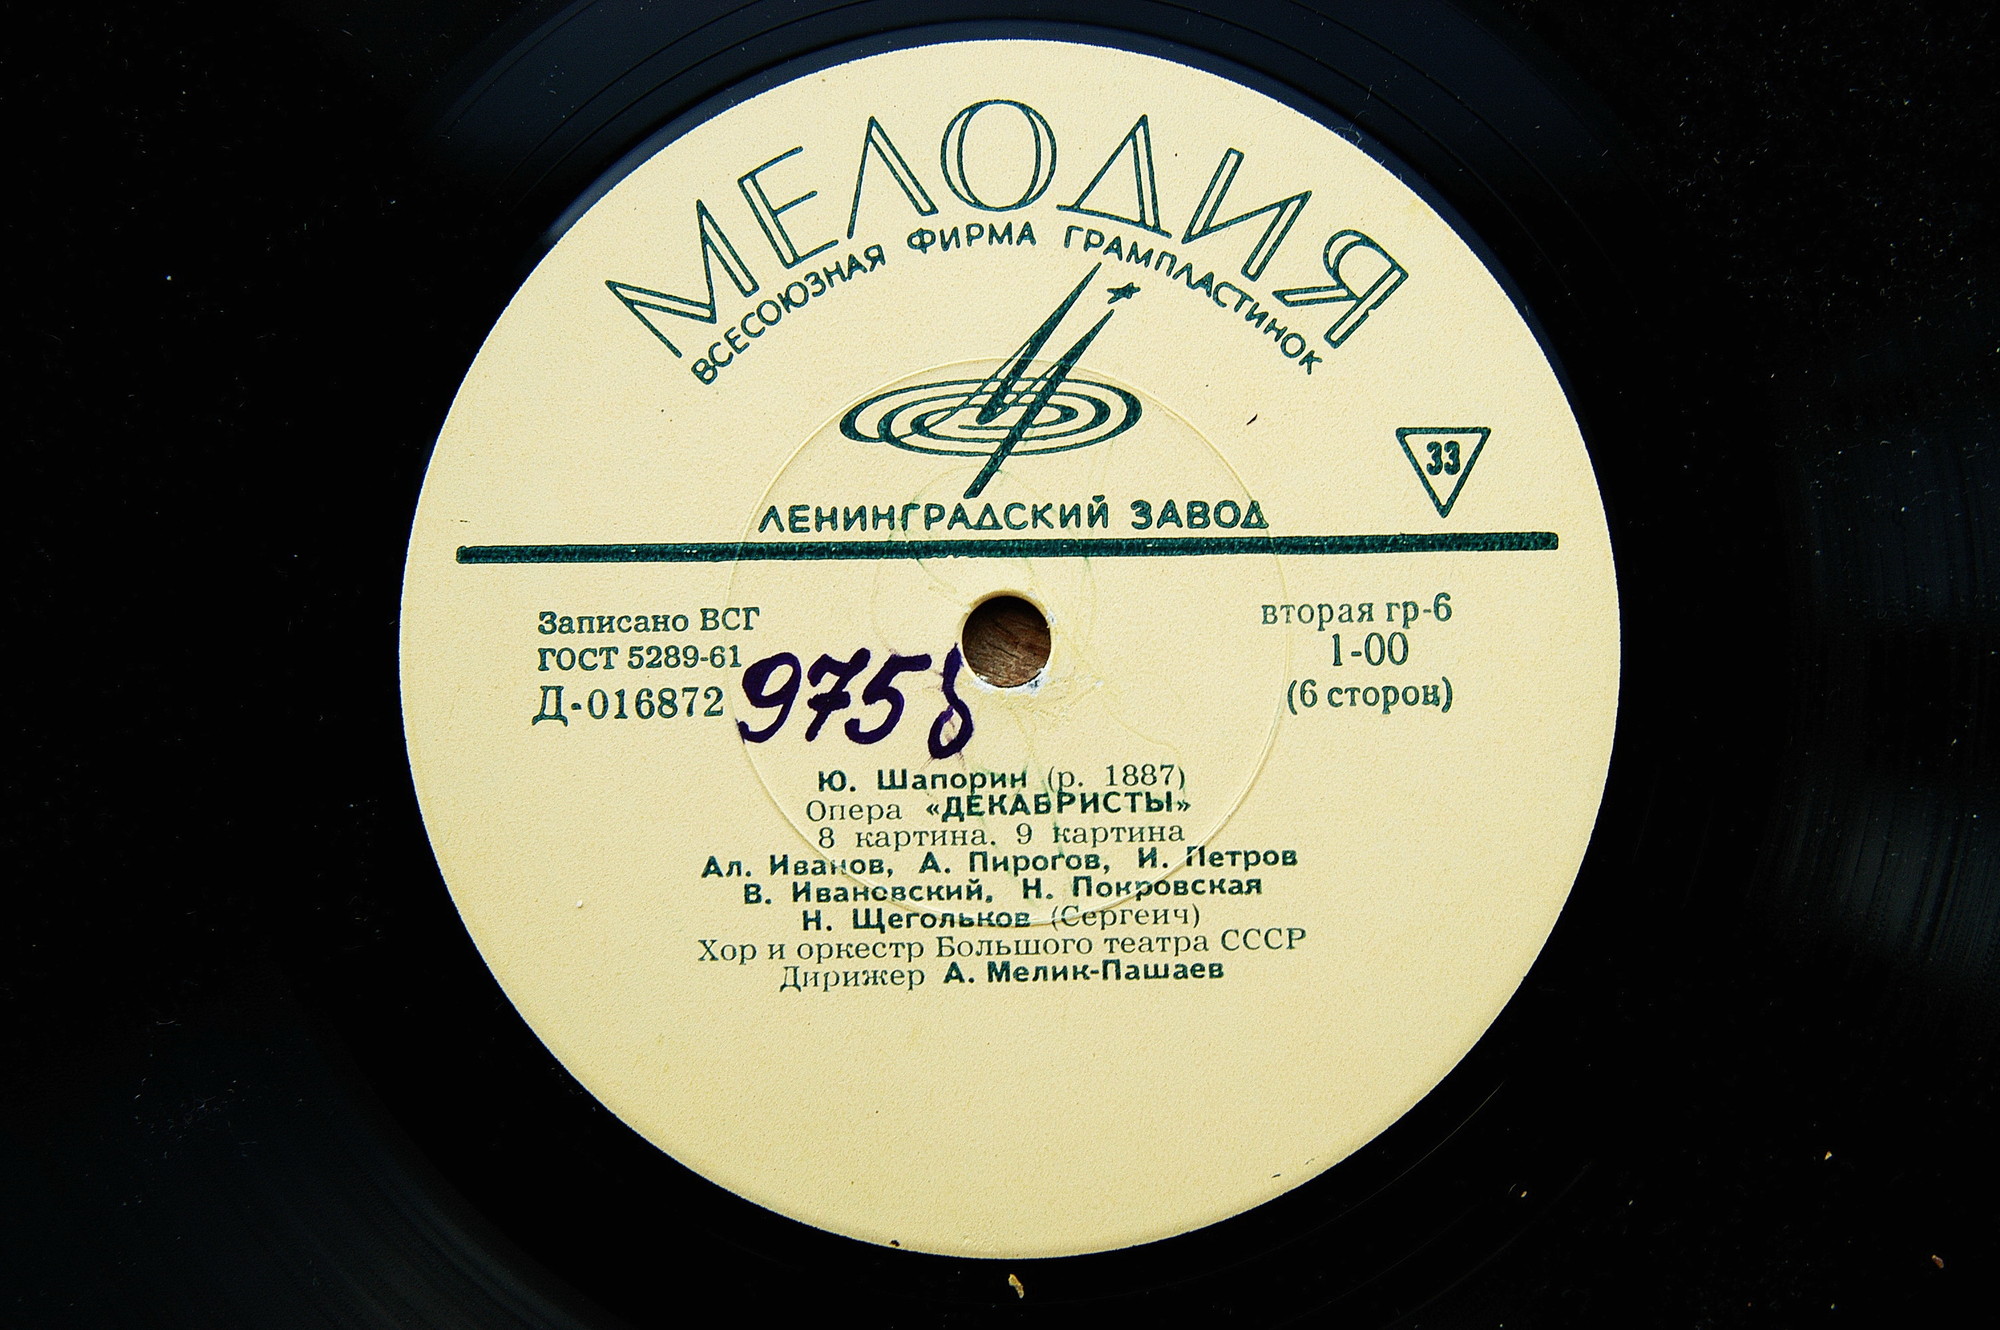 МЕЛОДИЯ
ВСЕСОЮЗНАЯ ФИРМА ГРАМПЛАСТИНОК
33
ЛЕНИНГРАДСКИЙ ЗАВОД
Записано ВСГ
ГОСТ 5289-61
Д-016872
9758
вторая гр-6
1-00
(6 сторон)
Ю. Шапорин (р. 1887)
Опера «ДЕКАБРИСТЫ»
8 картина. 9 картина
Ал. Иванов, А. Пирогов, И. Петров
В. Ивановский, Н. Покровская
Н. Щегольков (Сергеич)
Хор и оркестр Большого театра СССР
Дирижер А. Мелик-Пашаев